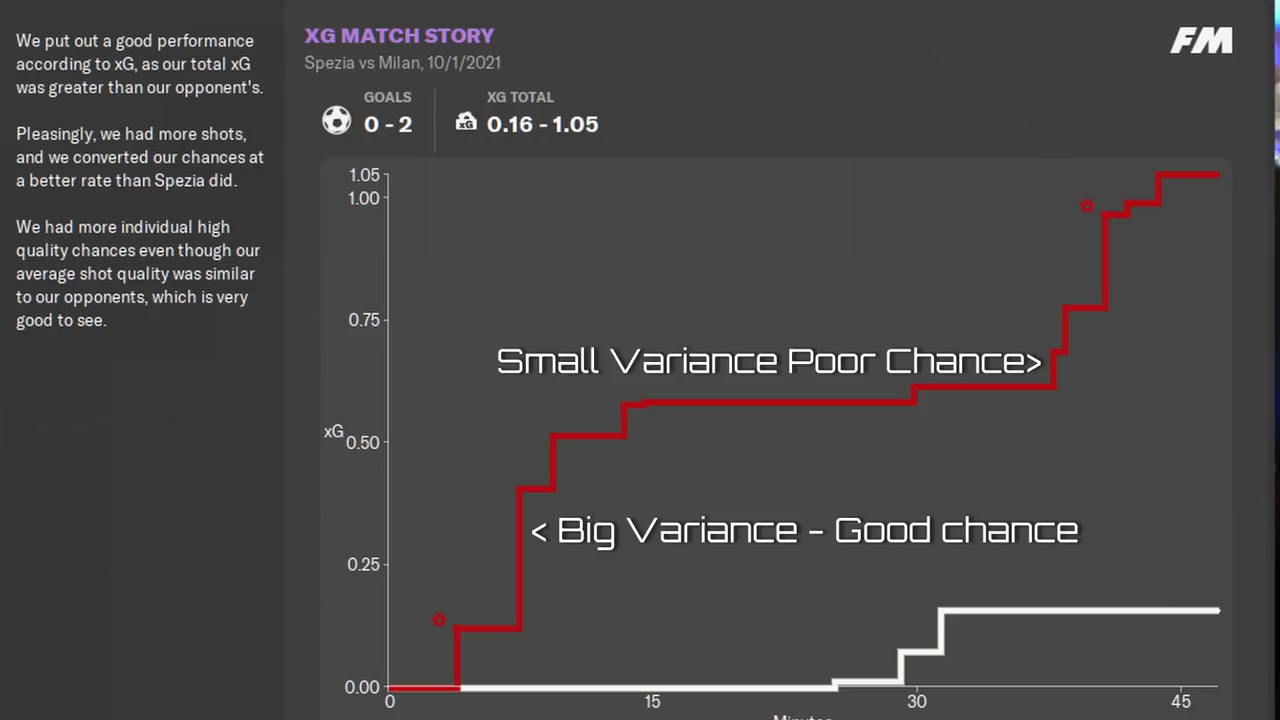 We put out a good performance
according to xG, as our total xG
was greater than our opponent's.
Pleasingly, we had more shots,
and we converted our chances at
a better rate than Spezia did.
We had more individual high
quality chances even though our
average shot quality was similar
to our opponents, which is very
good to see.
XG MATCH STORY
Spezia vs Milan, 10/1/2021
FM
GOALS
0 - 2
XG TOTAL
xG
0.16 - 1.05
1.05
1.00
0.75
Small Variance Poor Chance>
xG
0.50
< Big Variance - Good chance
0.25
0.00
0
15
30
45
Minutes